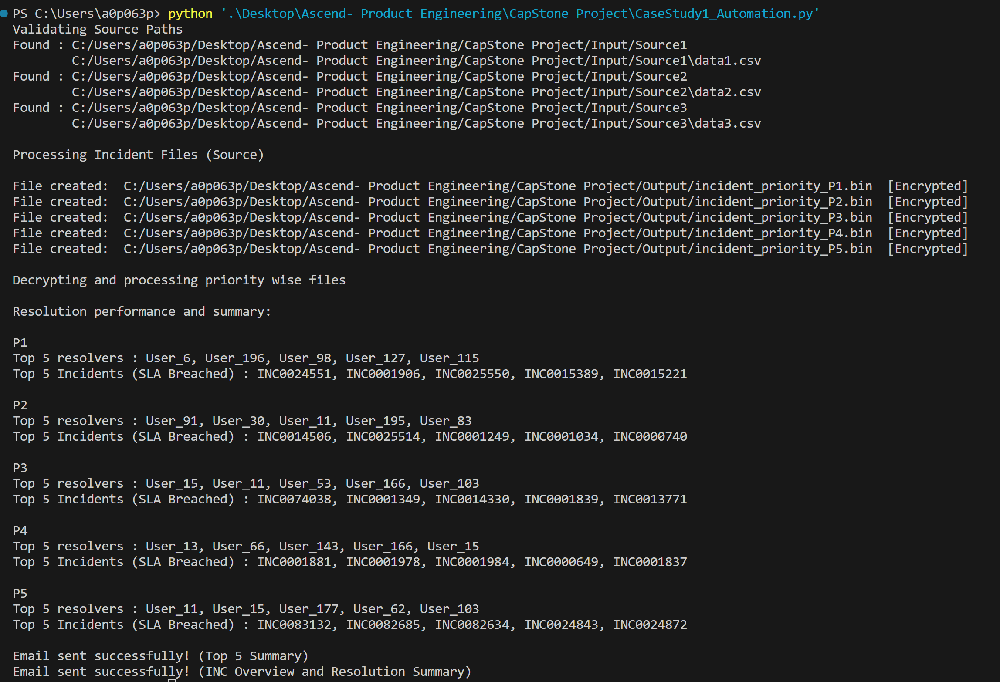 PS C:\Users\a0p063p> python '.\Desktop\Ascend- Product Engineering\CapStone Project\CaseStudy1_Automation.py'
Validating Source Paths
Found : C:/Users/a0p063p/Desktop/Ascend- Product Engineering/CapStone Project/Input/Source1
C:/Users/a0p063p/Desktop/Ascend- Product Engineering/CapStone Project/Input/Source1\data1.csv
Found : C:/Users/a0p063p/Desktop/Ascend- Product Engineering/CapStone Project/Input/Source2
C:/Users/a0p063p/Desktop/Ascend- Product Engineering/CapStone Project/Input/Source2\data2.csv
Found : C:/Users/a0p063p/Desktop/Ascend- Product Engineering/CapStone Project/Input/Source3
C:/Users/a0p063p/Desktop/Ascend- Product Engineering/CapStone Project/Input/Source3\data3.csv
Processing Incident Files (Source)
File created:  C:/Users/a0p063p/Desktop/Ascend- Product Engineering/CapStone Project/Output/incident_priority_P1.bin  [Encrypted]
File created:  C:/Users/a0p063p/Desktop/Ascend- Product Engineering/CapStone Project/Output/incident_priority_P2.bin  [Encrypted]
File created:  C:/Users/a0p063p/Desktop/Ascend- Product Engineering/CapStone Project/Output/incident_priority_P3.bin  [Encrypted]
File created:  C:/Users/a0p063p/Desktop/Ascend- Product Engineering/CapStone Project/Output/incident_priority_P4.bin  [Encrypted]
File created:  C:/Users/a0p063p/Desktop/Ascend- Product Engineering/CapStone Project/Output/incident_priority_P5.bin  [Encrypted]
Decrypting and processing priority wise files
Resolution performance and summary:
P1
Top 5 resolvers : User_6, User_196, User_98, User_127, User_115
Top 5 Incidents (SLA Breached) : INC0024551, INC0001906, INC0025550, INC0015389, INC0015221
P2
Top 5 resolvers : User_91, User_30, User_11, User_195, User_83
Top 5 Incidents (SLA Breached) : INC0014506, INC0025514, INC0001249, INC0001034, INC0000740
P3
Top 5 resolvers : User_15, User_11, User_53, User_166, User_103
Top 5 Incidents (SLA Breached) : INC0074038, INC0001349, INC0014330, INC0001839, INC0013771
P4
Top 5 resolvers : User_13, User_66, User_143, User_166, User_15
Top 5 Incidents (SLA Breached) : INC0001881, INC0001978, INC0001984, INC0000649, INC0001837
P5
Top 5 resolvers : User_11, User_15, User_177, User_62, User_103
Top 5 Incidents (SLA Breached) : INC0083132, INC0082685, INC0082634, INC0024843, INC0024872
Email sent successfully! (Top 5 Summary)
Email sent successfully! (INC Overview and Resolution Summary)